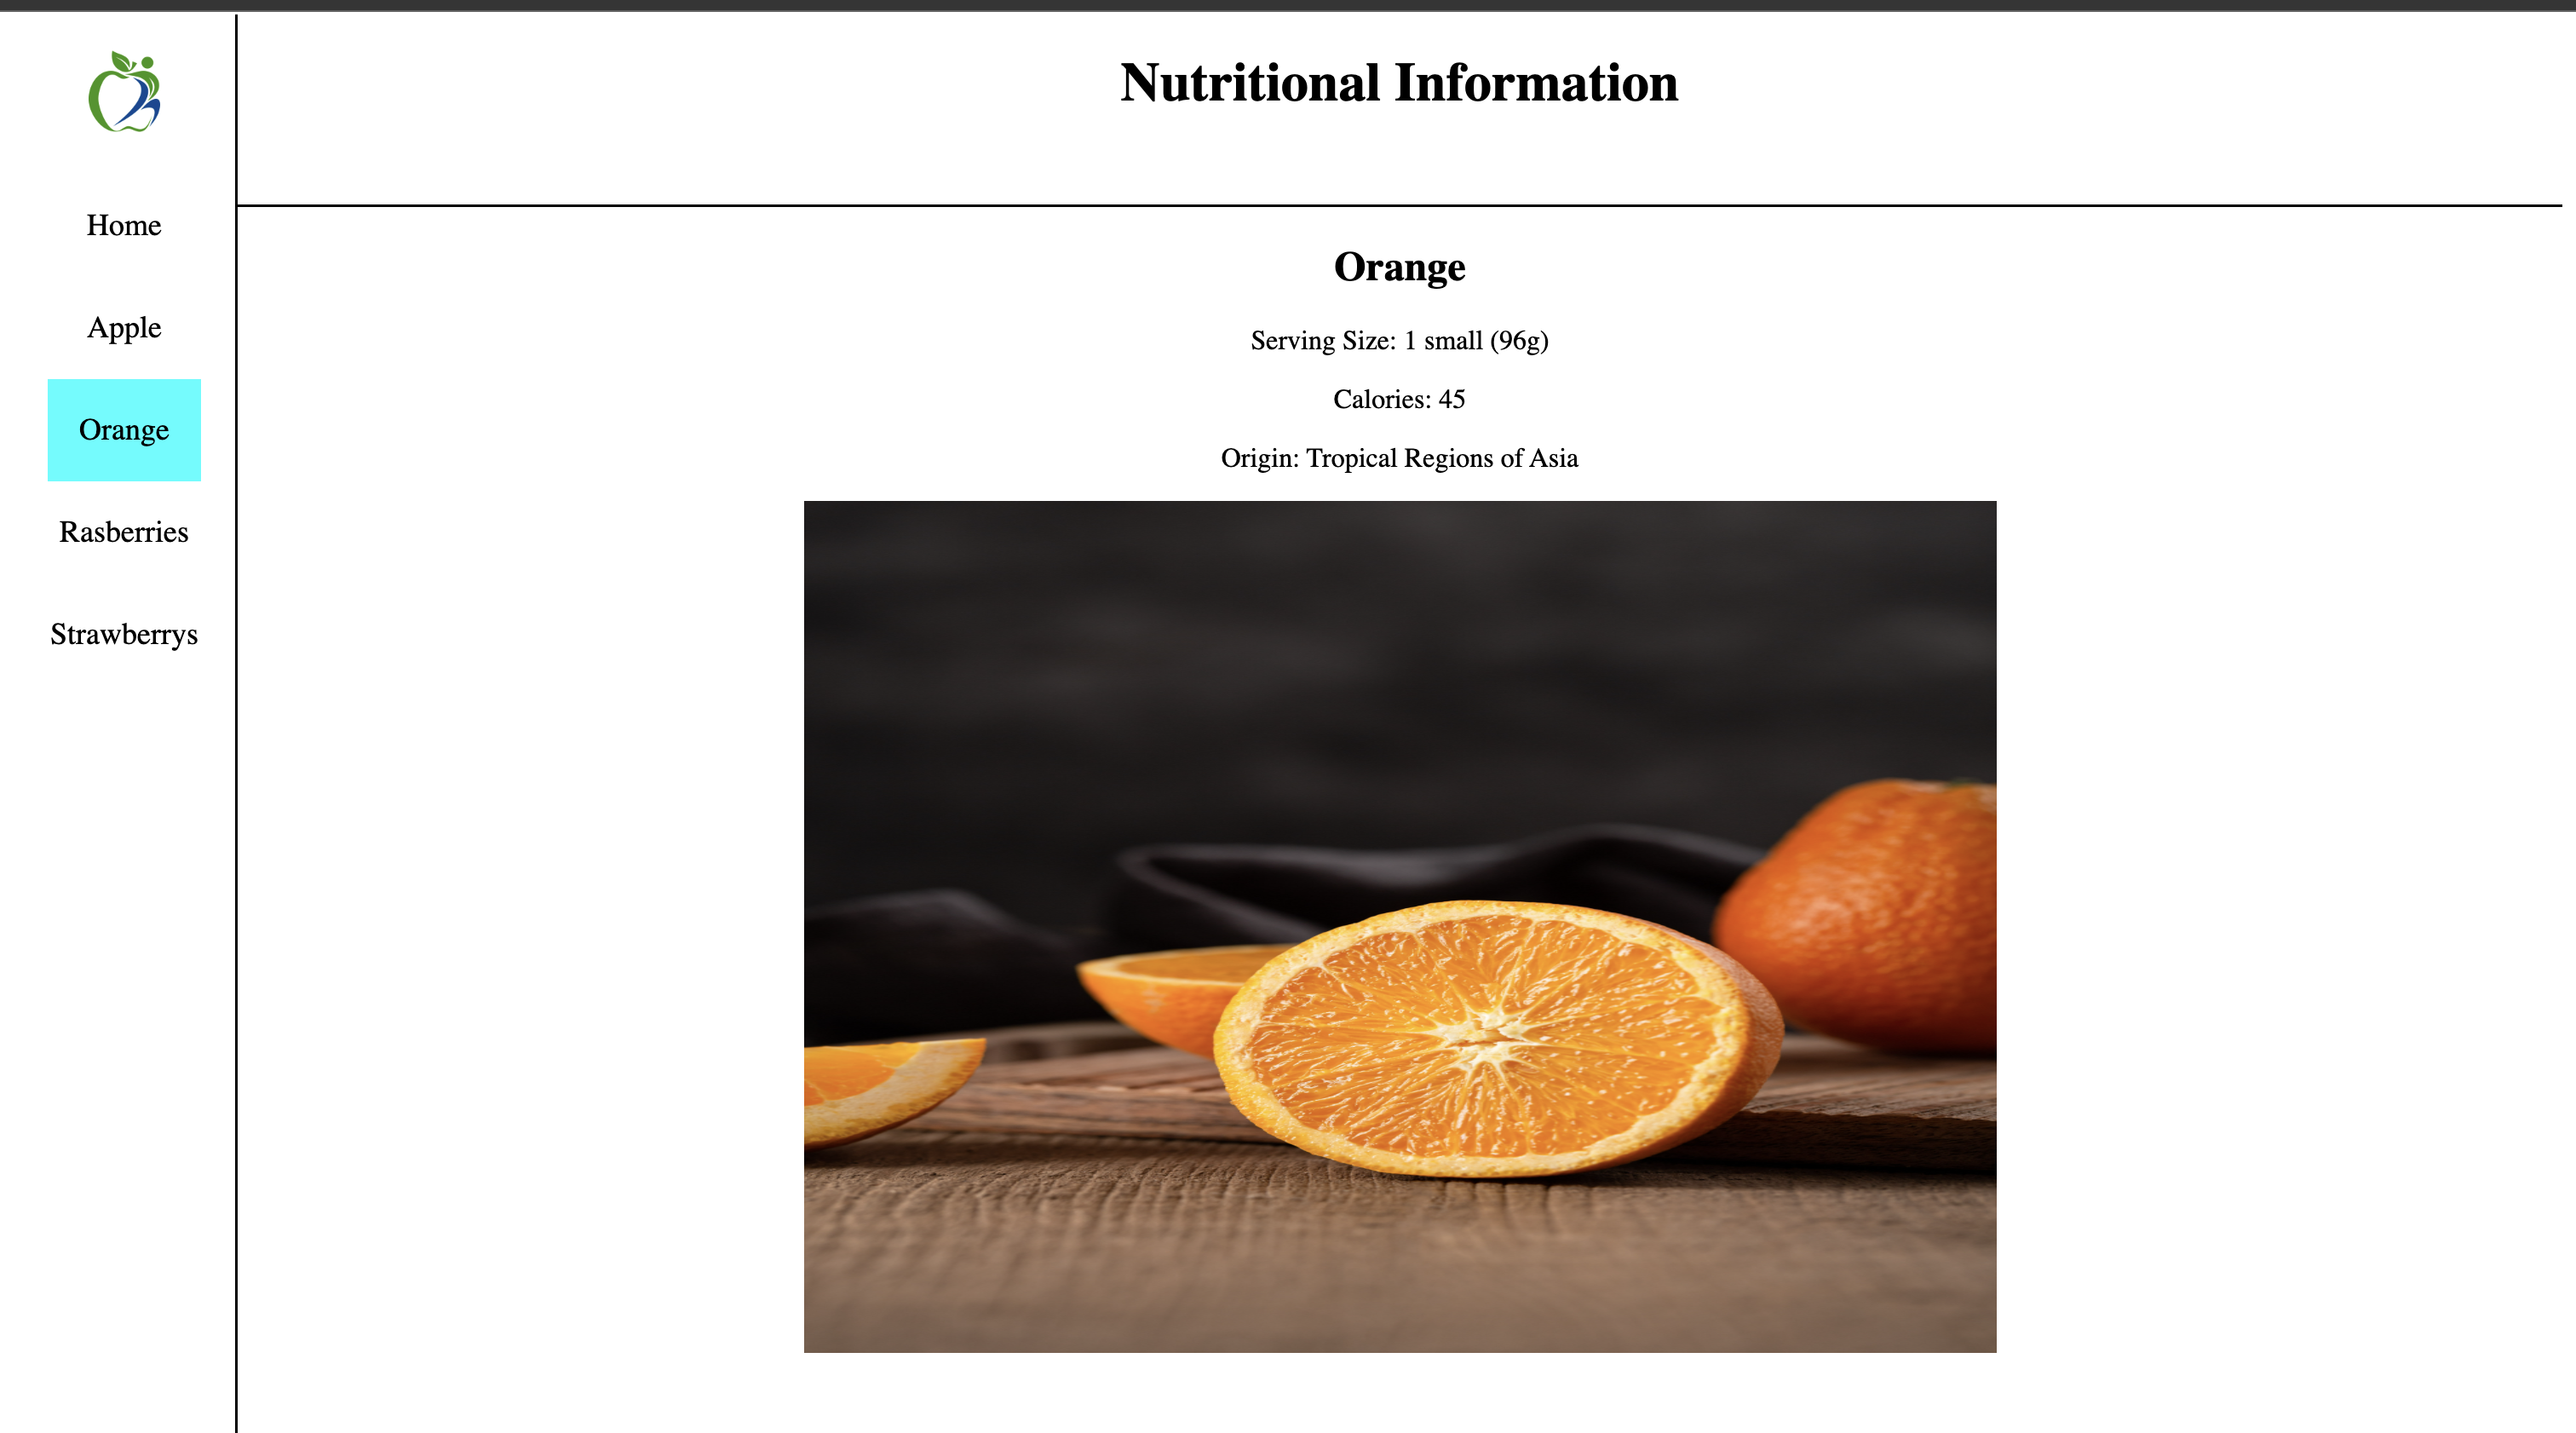 Nutritional Information
Home
Apple
Orange
Rasberries
Strawberrys
Orange
Serving Size: 1 small (96g)
Calories: 45
Origin: Tropical Regions of Asia